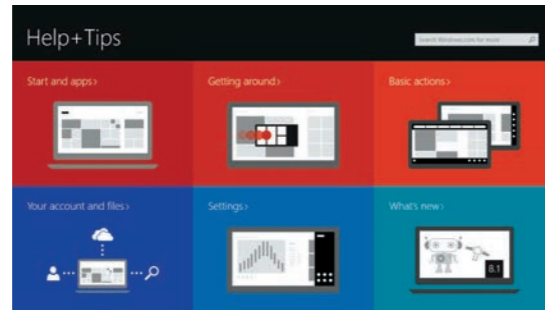 Help+Tips
Search Windows.com for more
Start and apps>
Getting around>
Basic actions>
Your account and files>
Settings>
What's new>
8.1